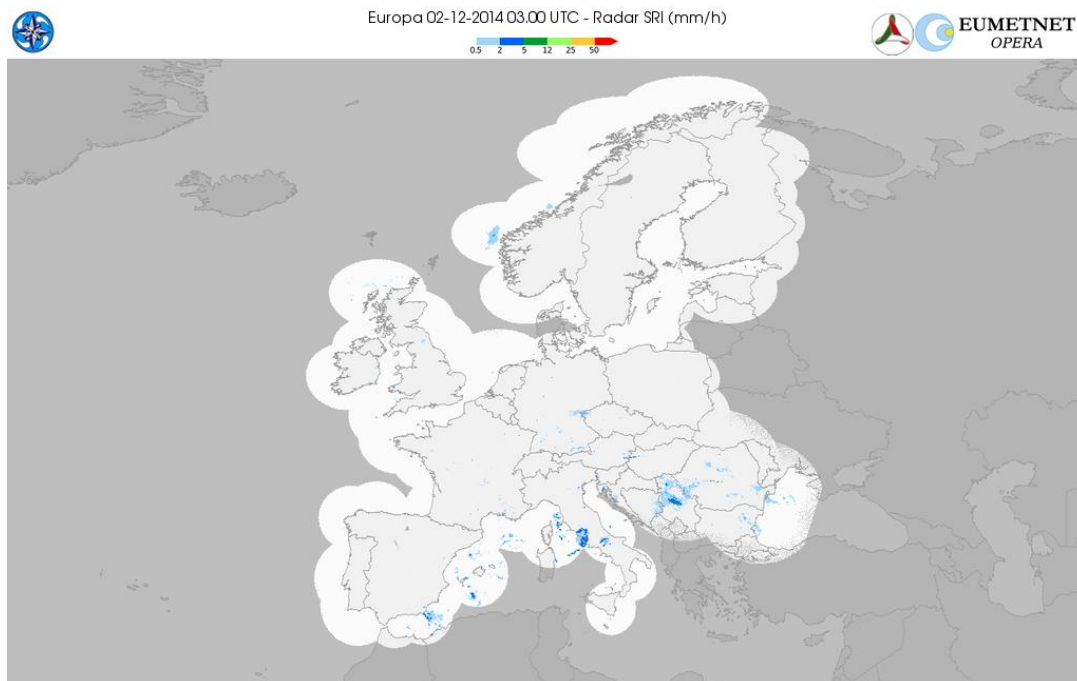 Europa 02-12-2014 03.00 UTC - Radar SRI (mm/h)
0.5 2 5 12 25 50
EUMETNET
OPERA